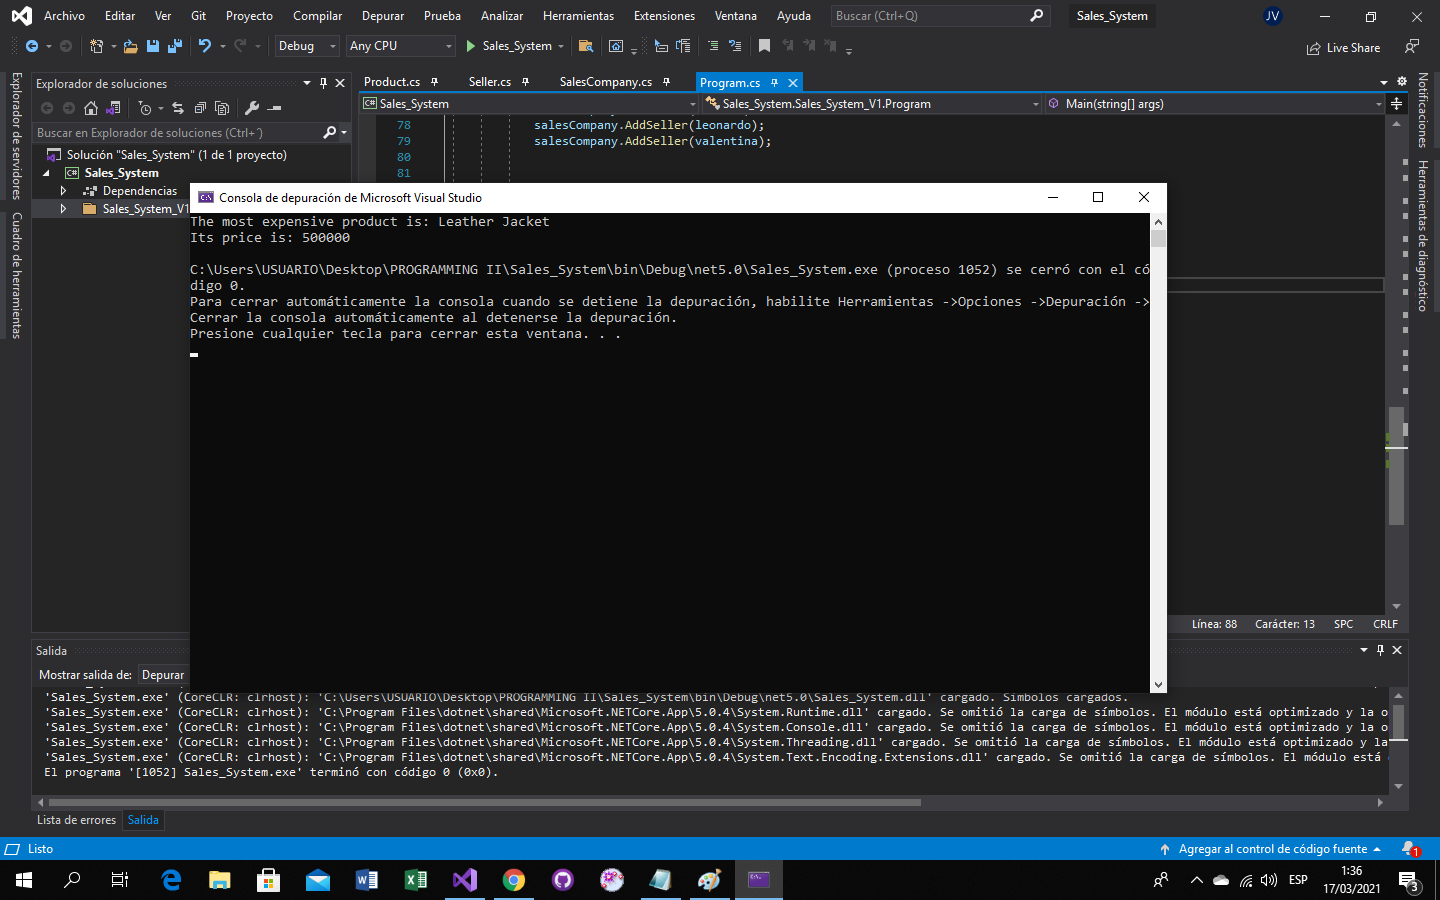 Archivo Editar Ver Git Proyecto Compilar Depurar Prueba Analizar Herramientas Extensiones Ventana Ayuda Buscar (Ctrl+Q) Sales_System JV
Debug Any CPU Sales_System Live Share
Explorador de servidores
Cuadro de herramientas
Explorador de soluciones
Buscar en Explorador de soluciones (Ctrl+´)
Solución "Sales_System" (1 de 1 proyecto)
C# Sales_System
Dependencias
Sales_System_V1
Product.cs Seller.cs SalesCompany.cs Program.cs
C# Sales_System Sales_System.Sales_System_V1.Program Main(string[] args)
78 salesCompany.AddSeller(leonardo);
79 salesCompany.AddSeller(valentina);
80
81
Notificaciones
Herramientas de diagnóstico
C:\ Consola de depuración de Microsoft Visual Studio
The most expensive product is: Leather Jacket
Its price is: 500000
C:\Users\USUARIO\Desktop\PROGRAMMING II\Sales_System\bin\Debug\net5.0\Sales_System.exe (proceso 1052) se cerró con el có
digo 0.
Para cerrar automáticamente la consola cuando se detiene la depuración, habilite Herramientas ->Opciones ->Depuración ->
Cerrar la consola automáticamente al detenerse la depuración.
Presione cualquier tecla para cerrar esta ventana. . .
Línea: 88 Carácter: 13 SPC CRLF
Salida
Mostrar salida de: Depurar
'Sales_System.exe' (CoreCLR: clrhost): 'C:\Users\USUARIO\Desktop\PROGRAMMING II\Sales_System\bin\Debug\net5.0\Sales_System.dll' cargado. Símbolos cargados.
'Sales_System.exe' (CoreCLR: clrhost): 'C:\Program Files\dotnet\shared\Microsoft.NETCore.App\5.0.4\System.Runtime.dll' cargado. Se omitió la carga de símbolos. El módulo está optimizado y la o
'Sales_System.exe' (CoreCLR: clrhost): 'C:\Program Files\dotnet\shared\Microsoft.NETCore.App\5.0.4\System.Console.dll' cargado. Se omitió la carga de símbolos. El módulo está optimizado y la o
'Sales_System.exe' (CoreCLR: clrhost): 'C:\Program Files\dotnet\shared\Microsoft.NETCore.App\5.0.4\System.Threading.dll' cargado. Se omitió la carga de símbolos. El módulo está optimizado y la
'Sales_System.exe' (CoreCLR: clrhost): 'C:\Program Files\dotnet\shared\Microsoft.NETCore.App\5.0.4\System.Text.Encoding.Extensions.dll' cargado. Se omitió la carga de símbolos. El módulo está
El programa '[1052] Sales_System.exe' terminó con código 0 (0x0).
Lista de errores Salida
Listo Agregar al control de código fuente 1
ESP 1:36
17/03/2021 3